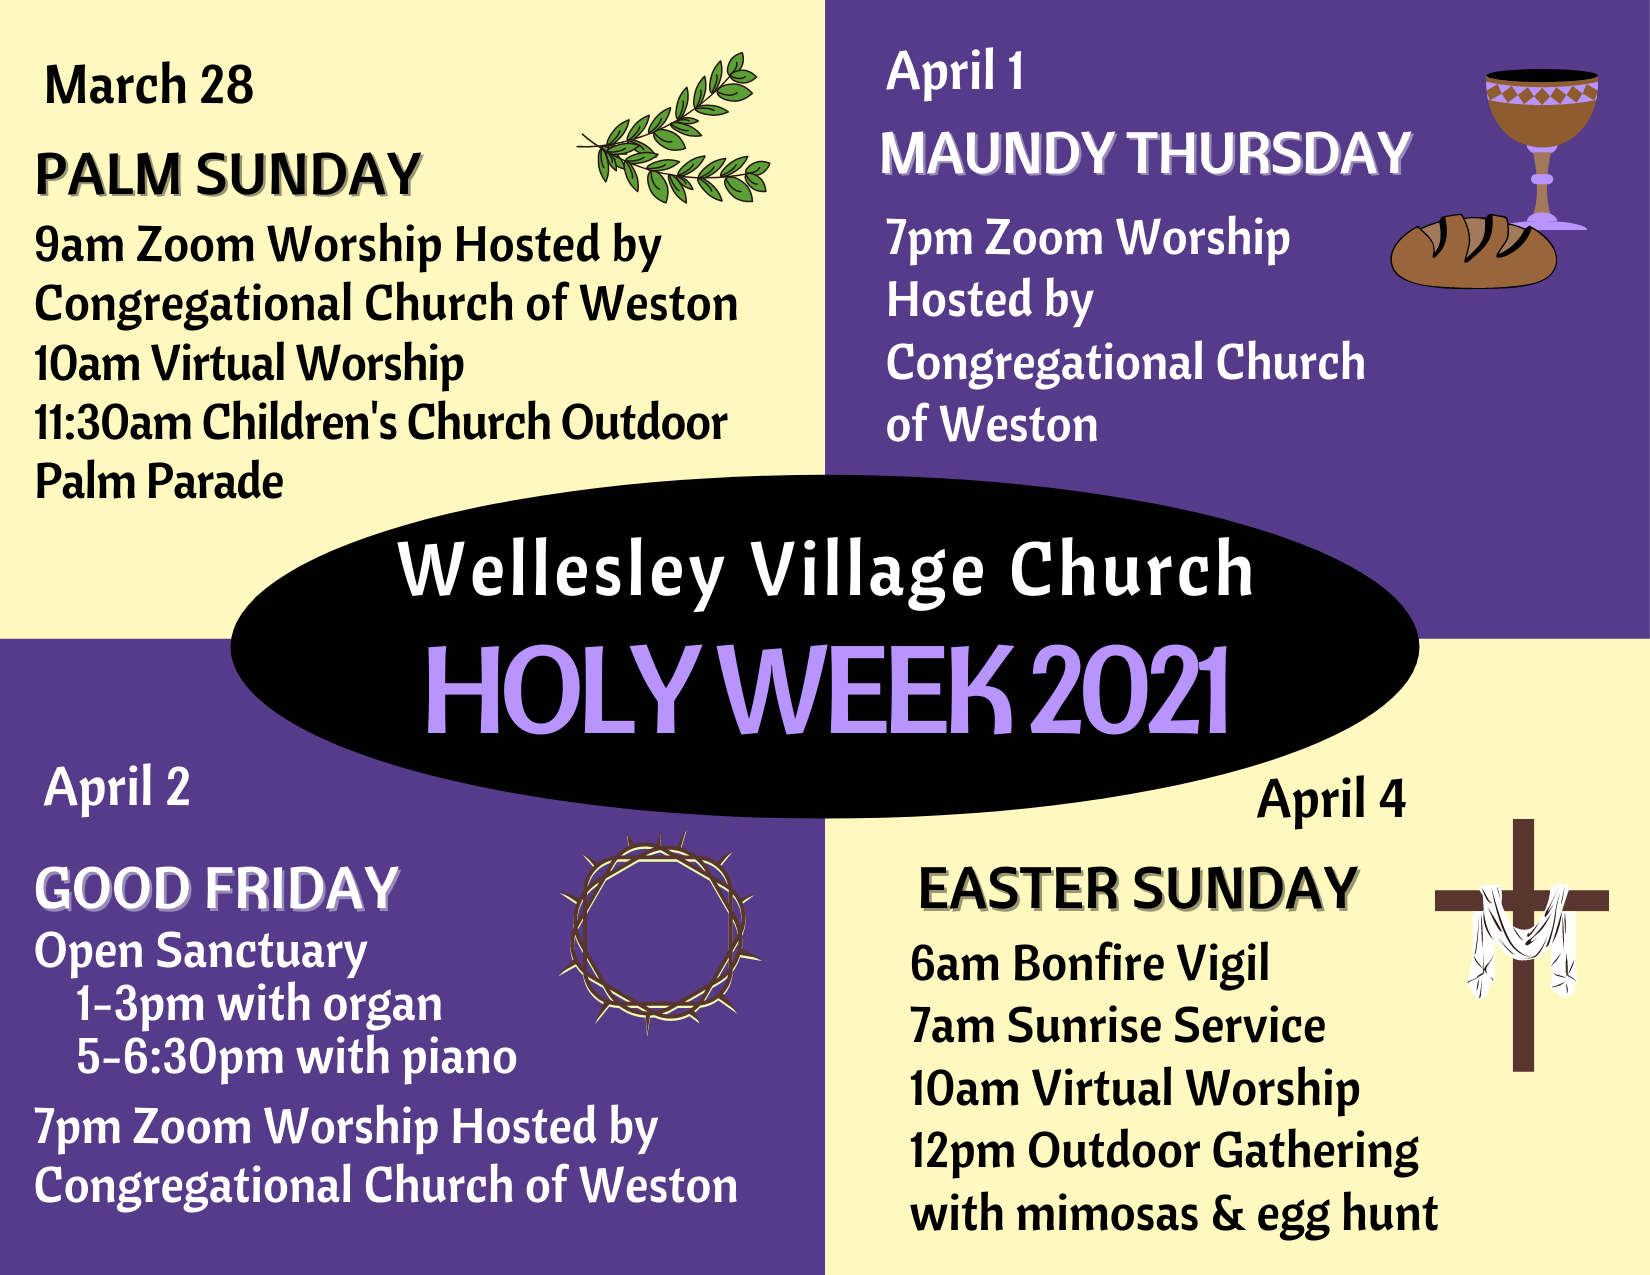 March 28
PALM SUNDAY
9am Zoom Worship Hosted by
Congregational Church of Weston
10am Virtual Worship
11:30am Children's Church Outdoor
Palm Parade
April 1
MAUNDY THURSDAY
7pm Zoom Worship
Hosted by
Congregational Church
of Weston
Wellesley Village Church
HOLY WEEK 2021
April 2
GOOD FRIDAY
Open Sanctuary
1-3pm with organ
5-6:30pm with piano
7pm Zoom Worship Hosted by
Congregational Church of Weston
April 4
EASTER SUNDAY
6am Bonfire Vigil
7am Sunrise Service
10am Virtual Worship
12pm Outdoor Gathering
with mimosas & egg hunt